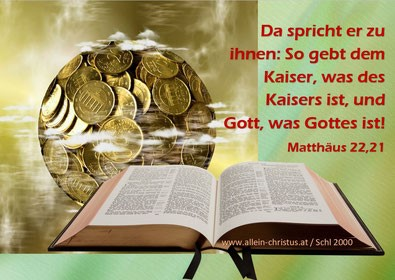 Da spricht er zu
ihnen: So gebt dem
Kaiser, was des
Kaisers ist, und
Gott, was Gottes ist!
Matthäus 22,21
www.allein-christus.at / Schl 2000